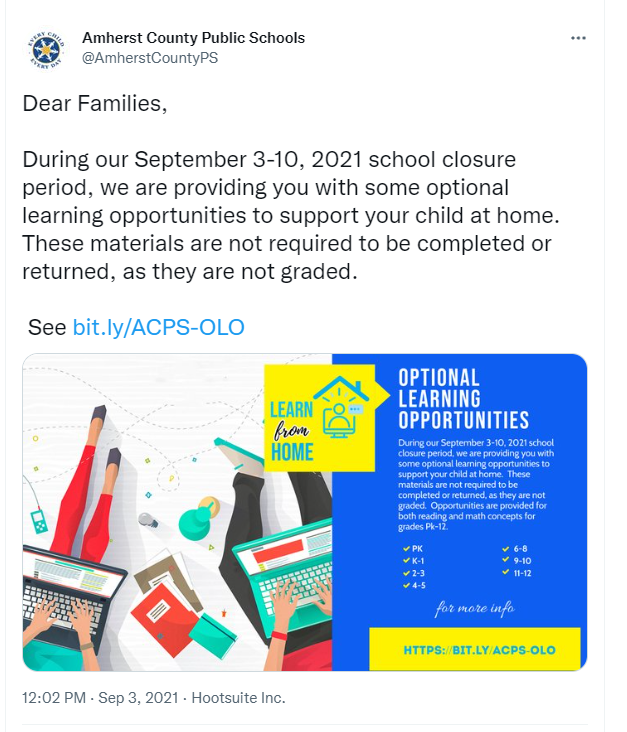 EVERY CHILD
EVERY DAY
Amherst County Public Schools
@AmherstCountyPS
Dear Families,
During our September 3-10, 2021 school closure
period, we are providing you with some optional
learning opportunities to support your child at home.
These materials are not required to be completed or
returned, as they are not graded.
See bit.ly/ACPS-OLO
LEARN
from
HOME
OPTIONAL
LEARNING
OPPORTUNITIES
During our September 3-10, 2021 school
closure period, we are providing you with
some optional learning opportunities to
support your child at home. These
materials are not required to be
completed or returned, as they are not
graded. Opportunities are provided for
both reading and math concepts for
grades Pk-12.
PK
K-1
2-3
4-5
6-8
9-10
11-12
for more info
HTTPS://BIT.LY/ACPS-OLO
12:02 PM · Sep 3, 2021 · Hootsuite Inc.